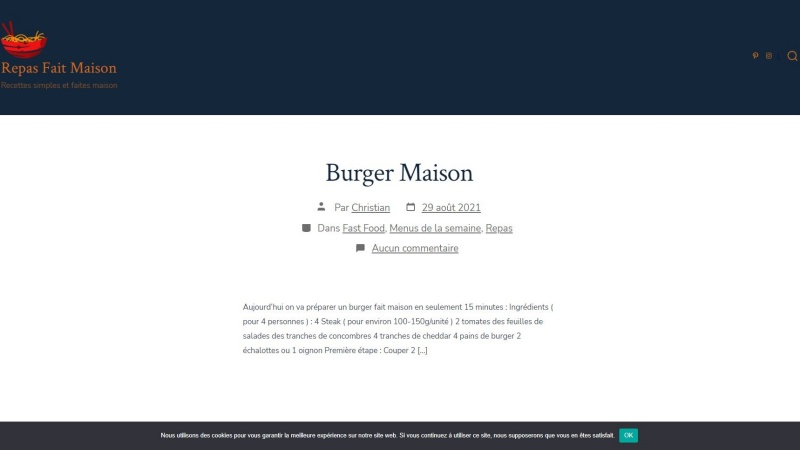 Repas Fait Maison
Recettes simples et faites maison
Burger Maison
Par Christian 29 août 2021
Dans Fast Food, Menus de la semaine, Repas
Aucun commentaire
Aujourd'hui on va préparer un burger fait maison en seulement 15 minutes : Ingrédients (
pour 4 personnes ) : 4 Steak ( pour environ 100-150g/unité ) 2 tomates des feuilles de
salades des tranches de concombres 4 tranches de cheddar 4 pains de burger 2
échalottes ou 1 oignon Première étape : Couper 2 [...]
Nous utilisons des cookies pour vous garantir la meilleure expérience sur notre site web. Si vous continuez à utiliser ce site, nous supposerons que vous en êtes satisfait. OK